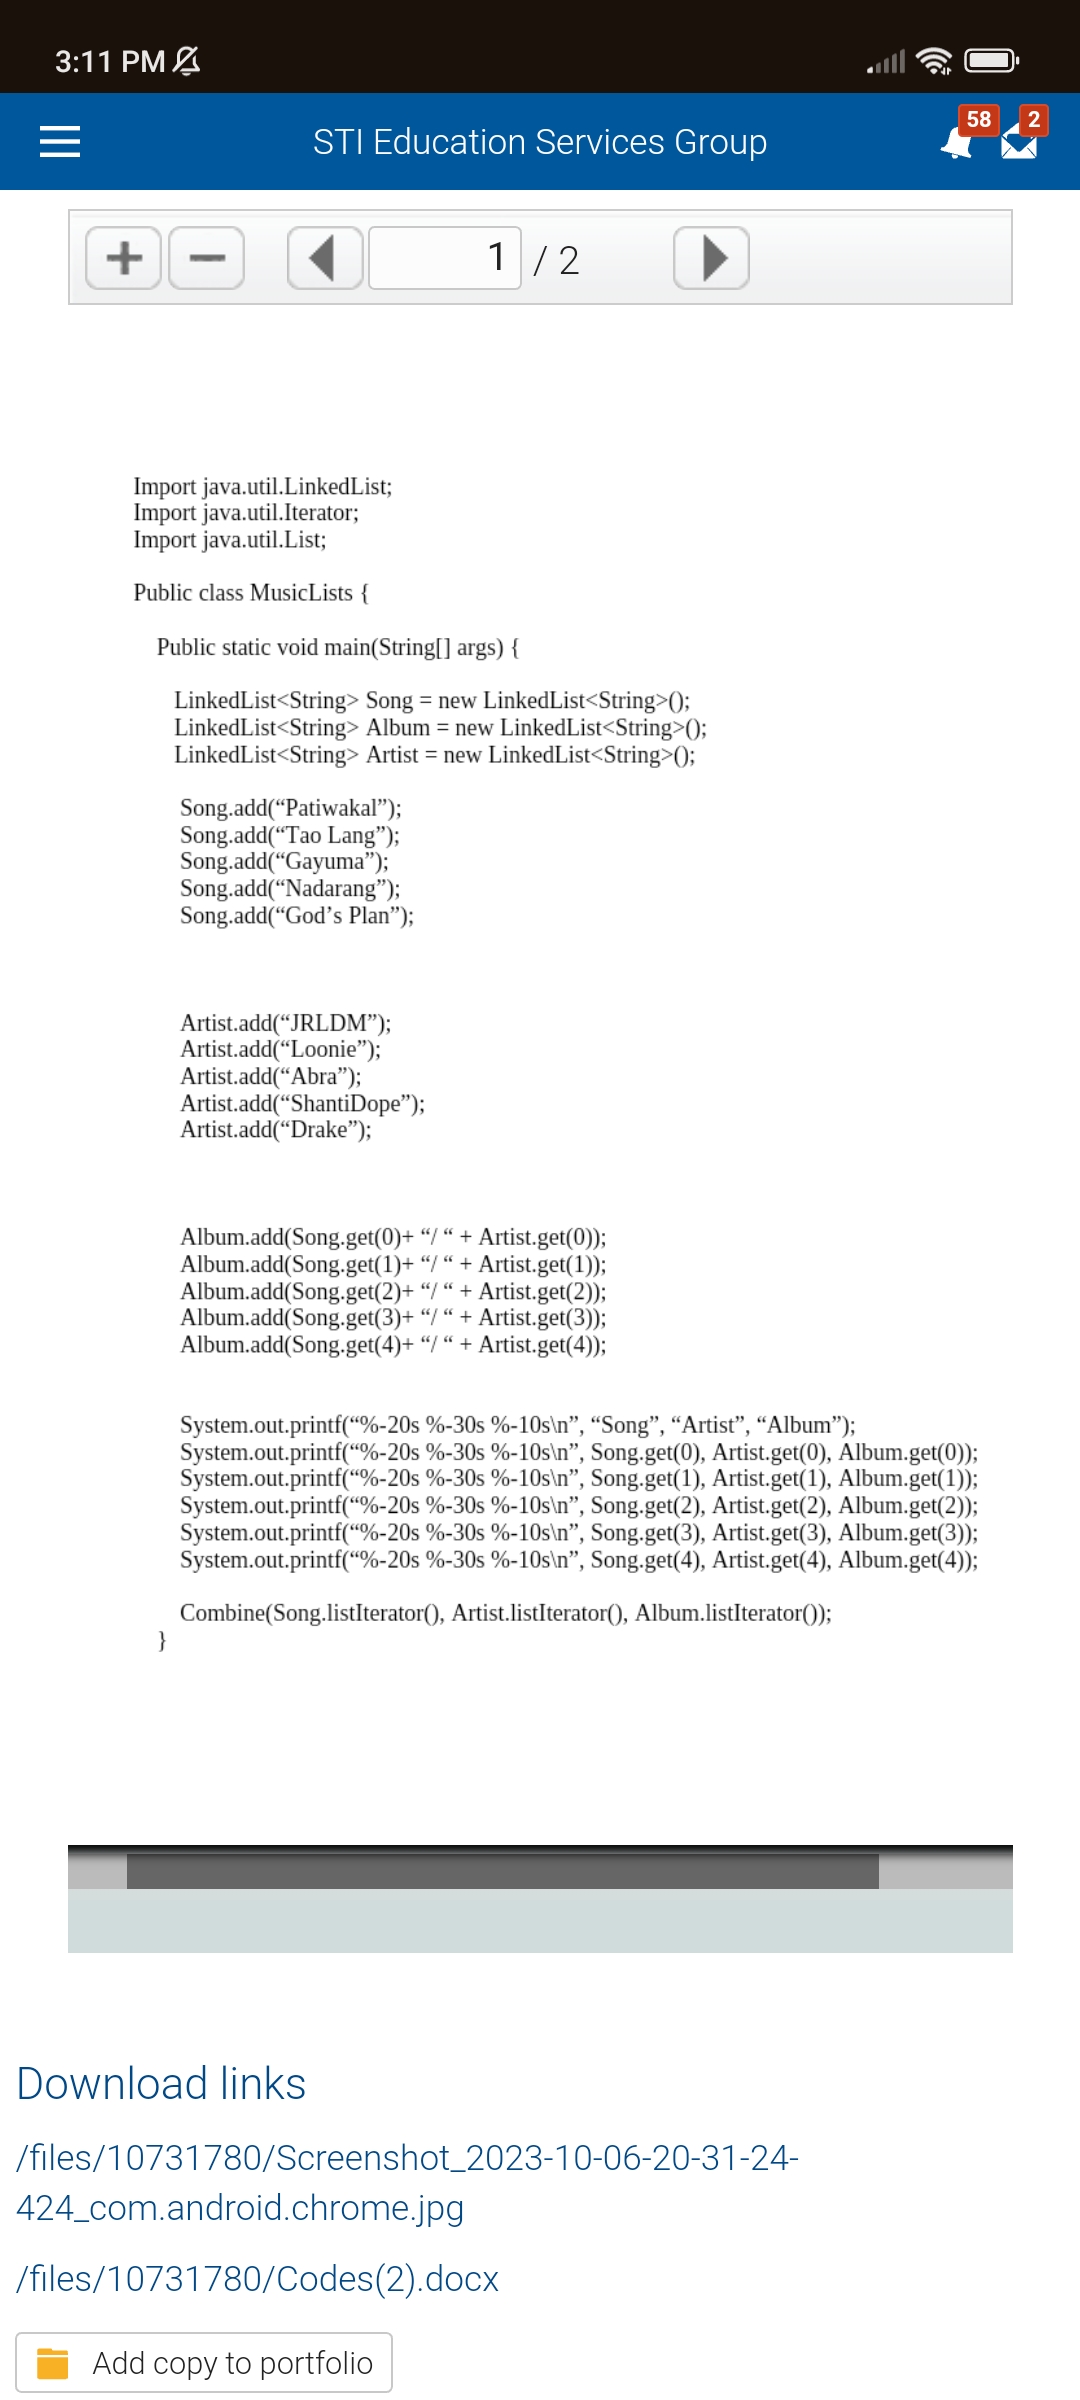 3:11 PM
STI Education Services Group
58
2
1 / 2
Import java.util.LinkedList;
Import java.util.Iterator;
Import java.util.List;
Public class MusicLists {
Public static void main(String[] args) {
LinkedList<String> Song = new LinkedList<String>();
LinkedList<String> Album = new LinkedList<String>();
LinkedList<String> Artist = new LinkedList<String>();
Song.add(“Patiwakal”);
Song.add(“Tao Lang”);
Song.add(“Gayuma”);
Song.add(“Nadarang”);
Song.add(“God’s Plan”);
Artist.add(“JRLDM”);
Artist.add(“Loonie”);
Artist.add(“Abra”);
Artist.add(“ShantiDope”);
Artist.add(“Drake”);
Album.add(Song.get(0)+ “/ “ + Artist.get(0));
Album.add(Song.get(1)+ “/ “ + Artist.get(1));
Album.add(Song.get(2)+ “/ “ + Artist.get(2));
Album.add(Song.get(3)+ “/ “ + Artist.get(3));
Album.add(Song.get(4)+ “/ “ + Artist.get(4));
System.out.printf(“%-20s %-30s %-10s\n”, “Song”, “Artist”, “Album”);
System.out.printf(“%-20s %-30s %-10s\n”, Song.get(0), Artist.get(0), Album.get(0));
System.out.printf(“%-20s %-30s %-10s\n”, Song.get(1), Artist.get(1), Album.get(1));
System.out.printf(“%-20s %-30s %-10s\n”, Song.get(2), Artist.get(2), Album.get(2));
System.out.printf(“%-20s %-30s %-10s\n”, Song.get(3), Artist.get(3), Album.get(3));
System.out.printf(“%-20s %-30s %-10s\n”, Song.get(4), Artist.get(4), Album.get(4));
Combine(Song.listIterator(), Artist.listIterator(), Album.listIterator());
}
Download links
/files/10731780/Screenshot_2023-10-06-20-31-24-
424_com.android.chrome.jpg
/files/10731780/Codes(2).docx
Add copy to portfolio